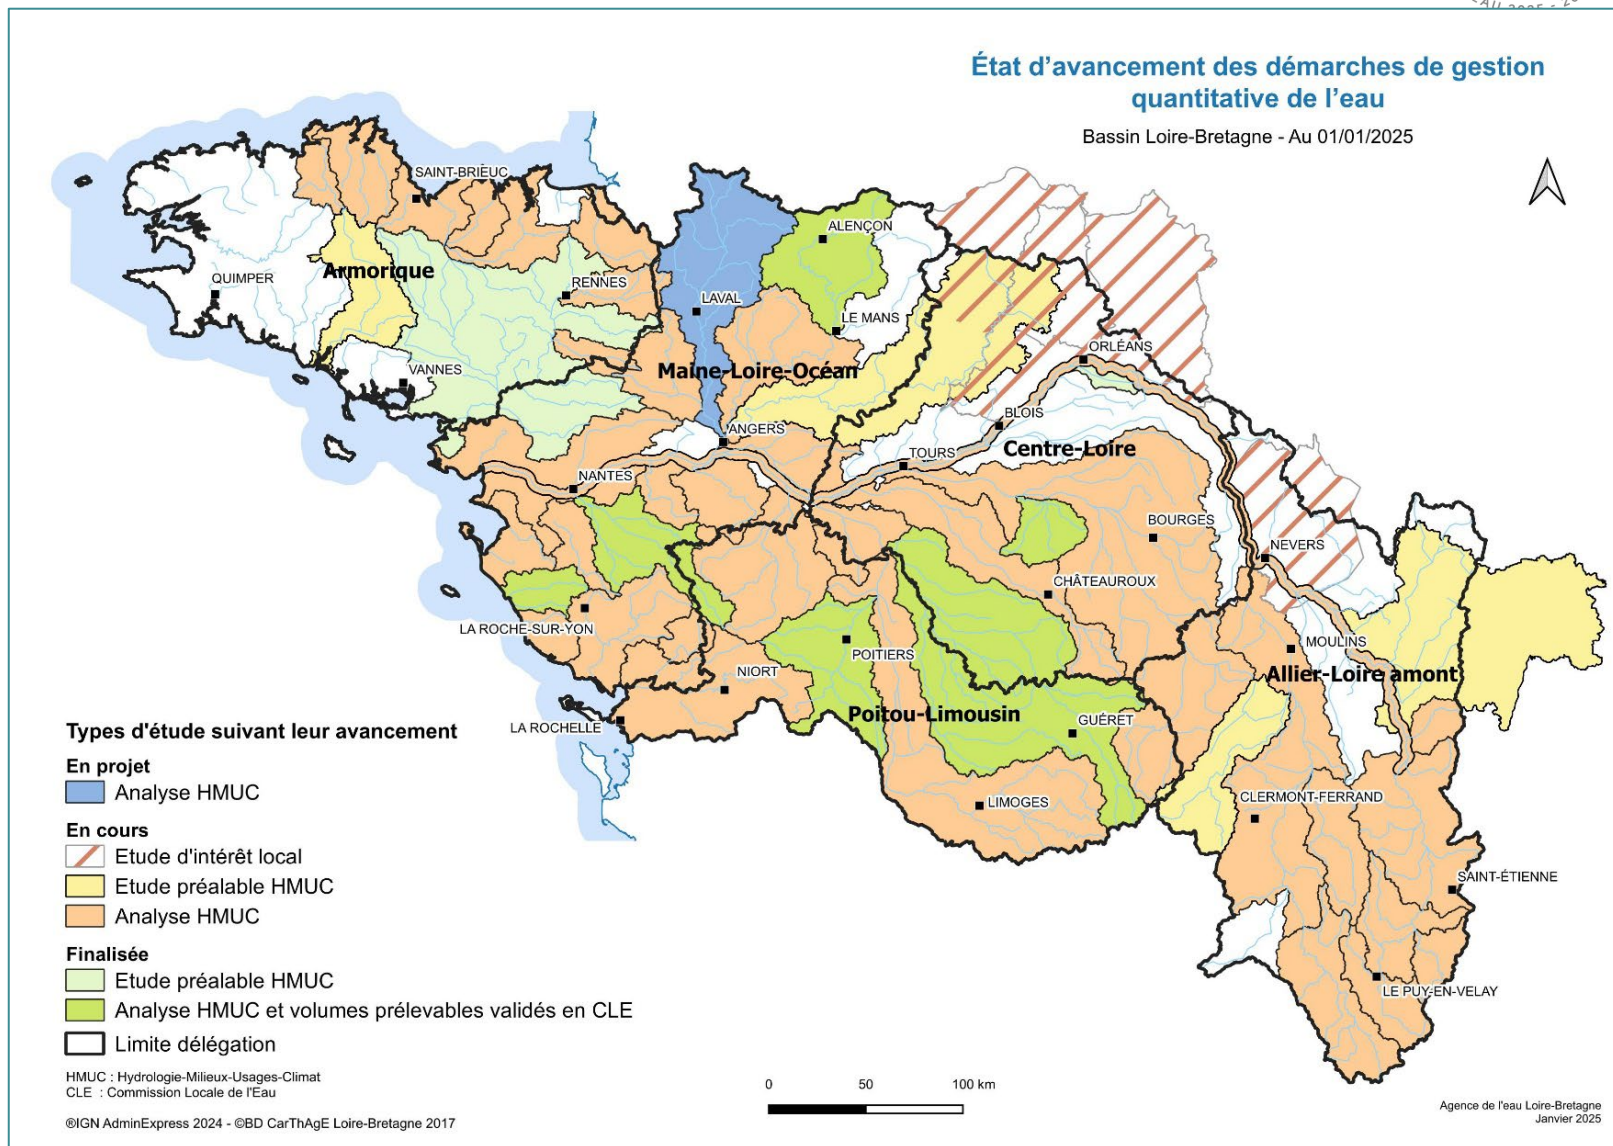 État d'avancement des démarches de gestion
quantitative de l'eau
Bassin Loire-Bretagne - Au 01/01/2025
SAINT-BRIEUC
ALENÇON
Armorique
QUIMPER
RENNES
LAVAL
LE MANS
ORLÉANS
VANNES
Maine-Loire-Océan
BLOIS
ANGERS
Centre-Loire
TOURS
NANTES
BOURGES
NEVERS
CHÂTEAUROUX
LA ROCHE-SUR-YON
POITIERS
MOULINS
NIORT
Allier-Loire amont
Poitou-Limousin
GUÉRET
LA ROCHELLE
LIMOGES
CLERMONT-FERRAND
SAINT-ÉTIENNE
LE PUY-EN-VELAY
Types d'étude suivant leur avancement
En projet
Analyse HMUC
En cours
Etude d'intérêt local
Etude préalable HMUC
Analyse HMUC
Finalisée
Etude préalable HMUC
Analyse HMUC et volumes prélevables validés en CLE
Limite délégation
HMUC : Hydrologie-Milieux-Usages-Climat
CLE : Commission Locale de l'Eau
©IGN AdminExpress 2024 - ©BD CarThAgE Loire-Bretagne 2017
0 50 100 km
Agence de l'eau Loire-Bretagne
Janvier 2025